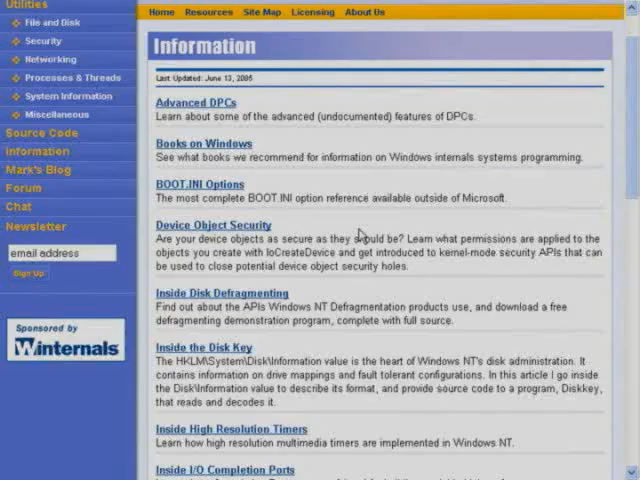 Utilities
File and Disk
Security
Networking
Processes & Threads
System Information
Miscellaneous
Source Code
Information
Mark's Blog
Forum
Chat
Newsletter
email address
Sign Up
Sponsored by
Winternals
Home Resources Site Map Licensing About Us
Information
Last Updated: June 13, 2005
Advanced DPCs
Learn about some of the advanced (undocumented) features of DPCs.
Books on Windows
See what books we recommend for information on Windows internals systems programming.
BOOT.INI Options
The most complete BOOT.INI option reference available outside of Microsoft.
Device Object Security
Are your device objects as secure as they should be? Learn what permissions are applied to the
objects you create with IoCreateDevice and get introduced to kernel-mode security APIs that can
be used to close potential device object security holes.
Inside Disk Defragmenting
Find out about the APIs Windows NT Defragmentation products use, and download a free
defragmenting demonstration program, complete with full source.
Inside the Disk Key
The HKLM\System\Disk\Information value is the heart of Windows NT's disk administration. It
contains information on drive mappings and fault tolerant configurations. In this article I go inside
the Disk\Information value to describe its format, and provide source code to a program, Diskkey,
that reads and decodes it.
Inside High Resolution Timers
Learn how high resolution multimedia timers are implemented in Windows NT.
Inside I/O Completion Ports